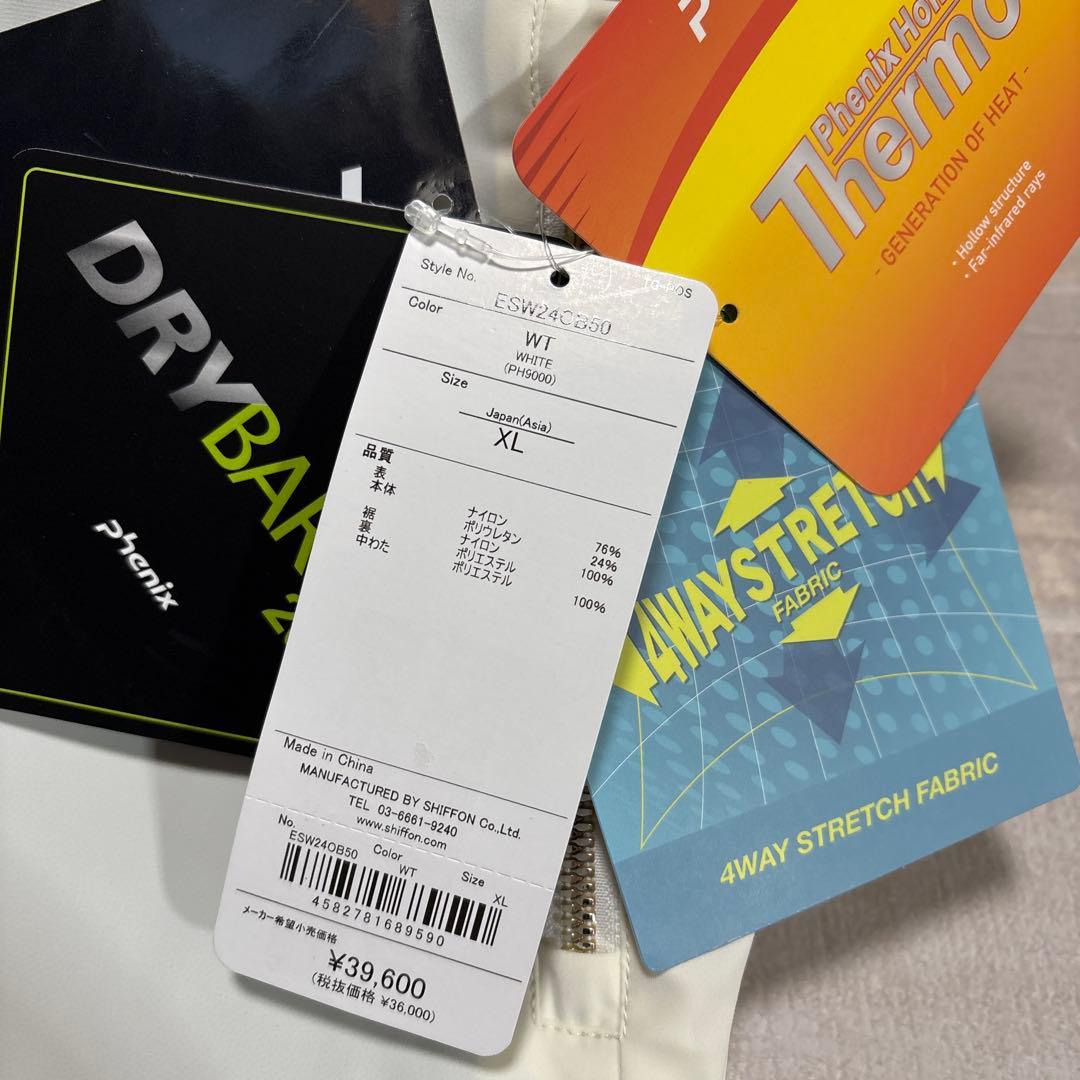 DRYBAR
phenix
Phenix Hol
Thermo
- GENERATION OF HEAT -
・Hollow structure
・Far-infrared rays
4WAYSTRETCH
FABRIC
4WAY STRETCH FABRIC
TG-POS
Style No.
ESW24OB50
Color
WT
WHITE
(PH9000)
Size
Japan(Asia)
XL
品質
表
本体 ナイロン 76%
ポリウレタン 24%
裾 ナイロン 100%
裏 ポリエステル
中わた ポリエステル 100%
Made in China
MANUFACTURED BY SHIFFON Co.,Ltd.
TEL 03-6661-9240
www.shiffon.com
No. Color Size
ESW24OB50 WT XL
4582781689590
メーカー希望小売価格
¥39,600
(税抜価格 ¥36,000)